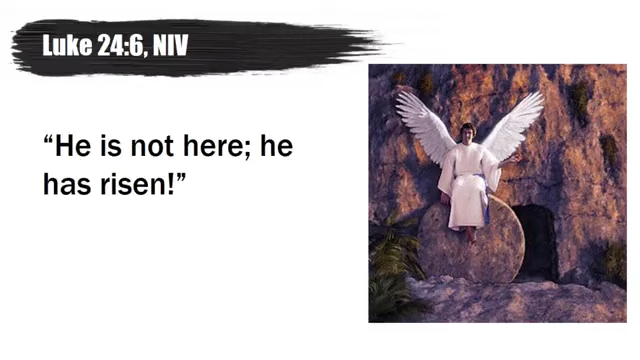 Luke 24:6, NIV
“He is not here; he
has risen!”